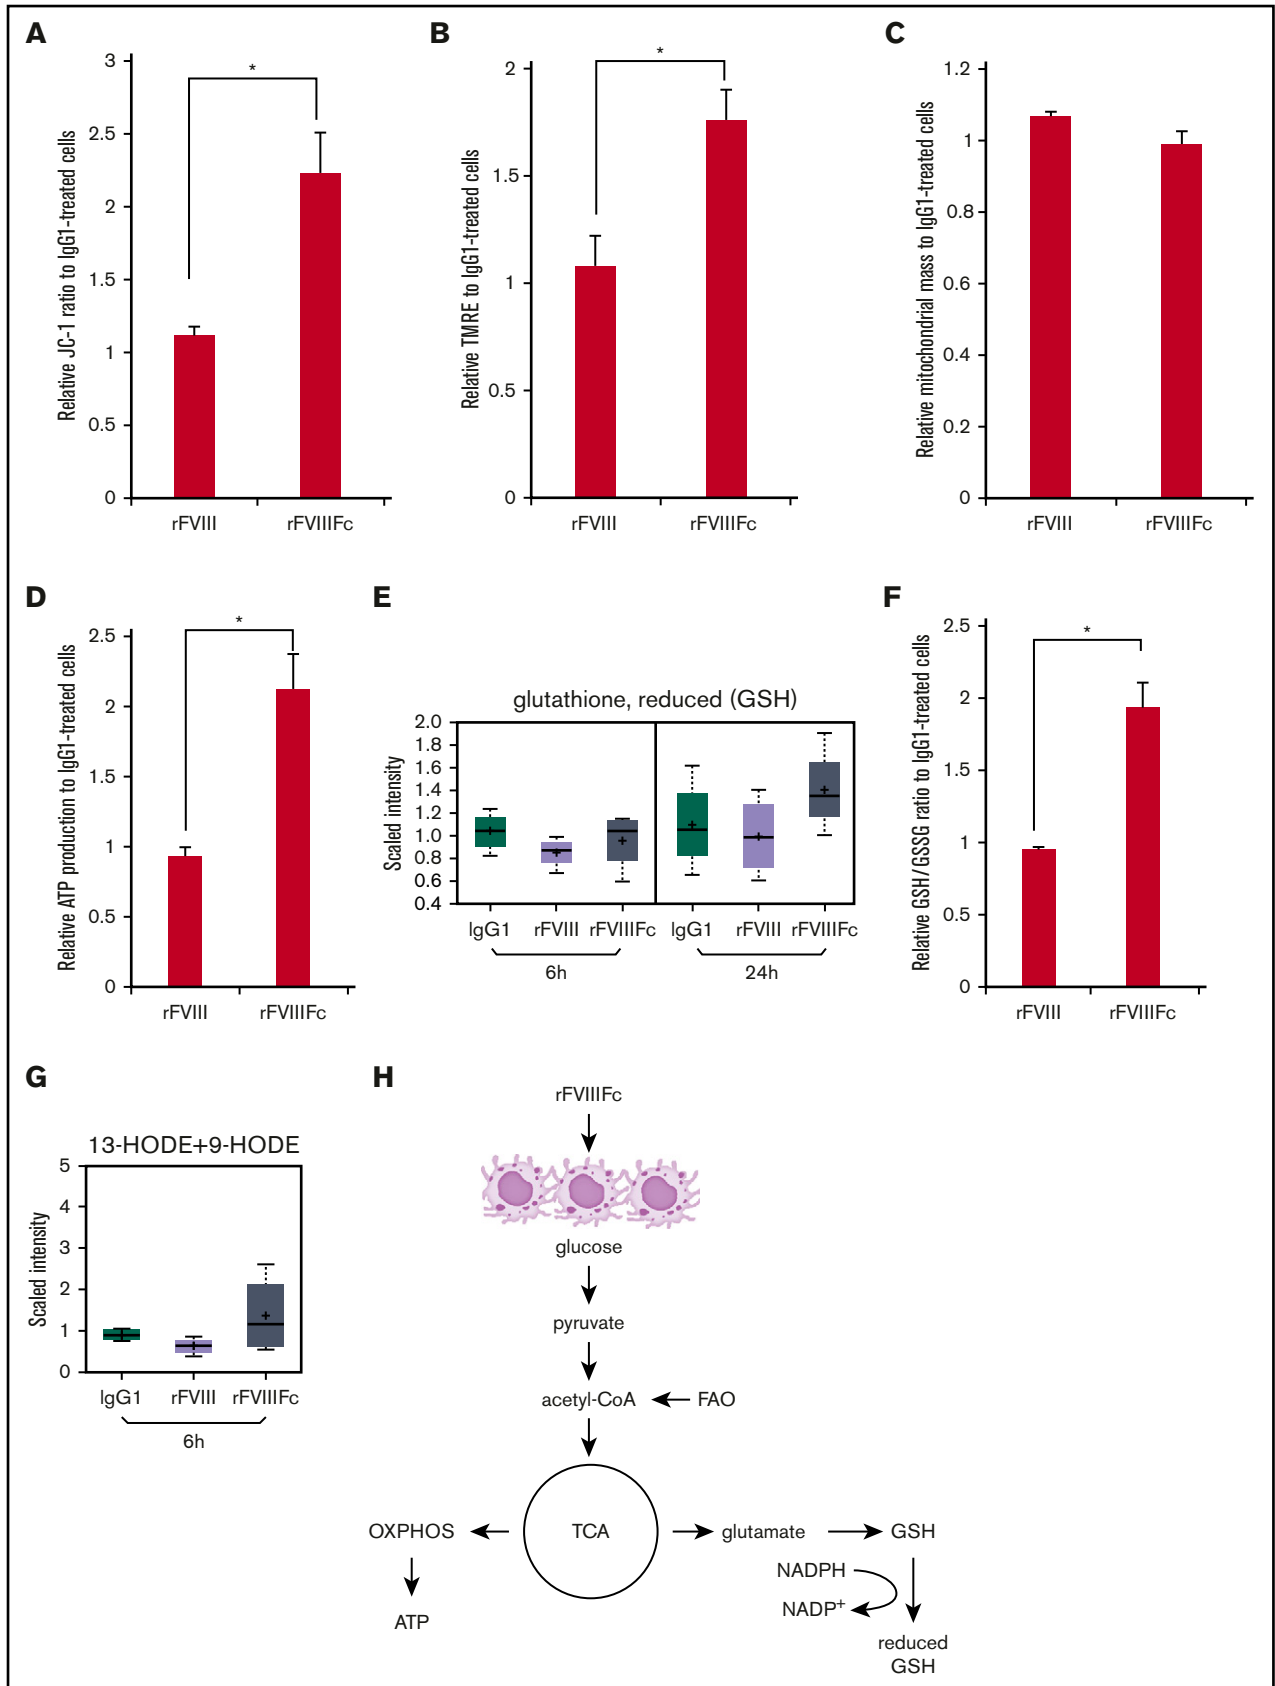 A
Relative JC-1 ratio to IgG1-treated cells
3
2.5
2
1.5
1
0.5
0
*
rFVIII
rFVIIIFc
B
Relative TMRE to IgG1-treated cells
2
1.5
1
0.5
0
*
rFVIII
rFVIIIFc
C
Relative mitochondrial mass to IgG1-treated cells
1.2
1
0.8
0.6
0.4
0.2
0
rFVIII
rFVIIIFc
D
Relative ATP production to IgG1-treated cells
2.5
2
1.5
1
0.5
0
*
rFVIII
rFVIIIFc
E
glutathione, reduced (GSH)
Scaled intensity
2.0
1.8
1.6
1.4
1.2
1.0
0.8
0.6
0.4
IgG1
rFVIII
rFVIIIFc
IgG1
rFVIII
rFVIIIFc
6h
24h
F
Relative GSH/GSSG ratio to IgG1-treated cells
2.5
2
1.5
1
0.5
0
*
rFVIII
rFVIIIFc
G
13-HODE+9-HODE
Scaled intensity
5
4
3
2
1
0
IgG1
rFVIII
rFVIIIFc
6h
H
rFVIIIFc
glucose
pyruvate
acetyl-CoA
FAO
OXPHOS
TCA
glutamate
GSH
NADPH
NADP+
ATP
reduced
GSH